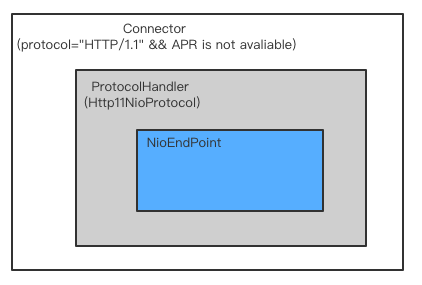 Connector
(protocol="HTTP/1.1" && APR is not avaliable)
ProtocolHandler
(Http11NioProtocol)
NioEndPoint